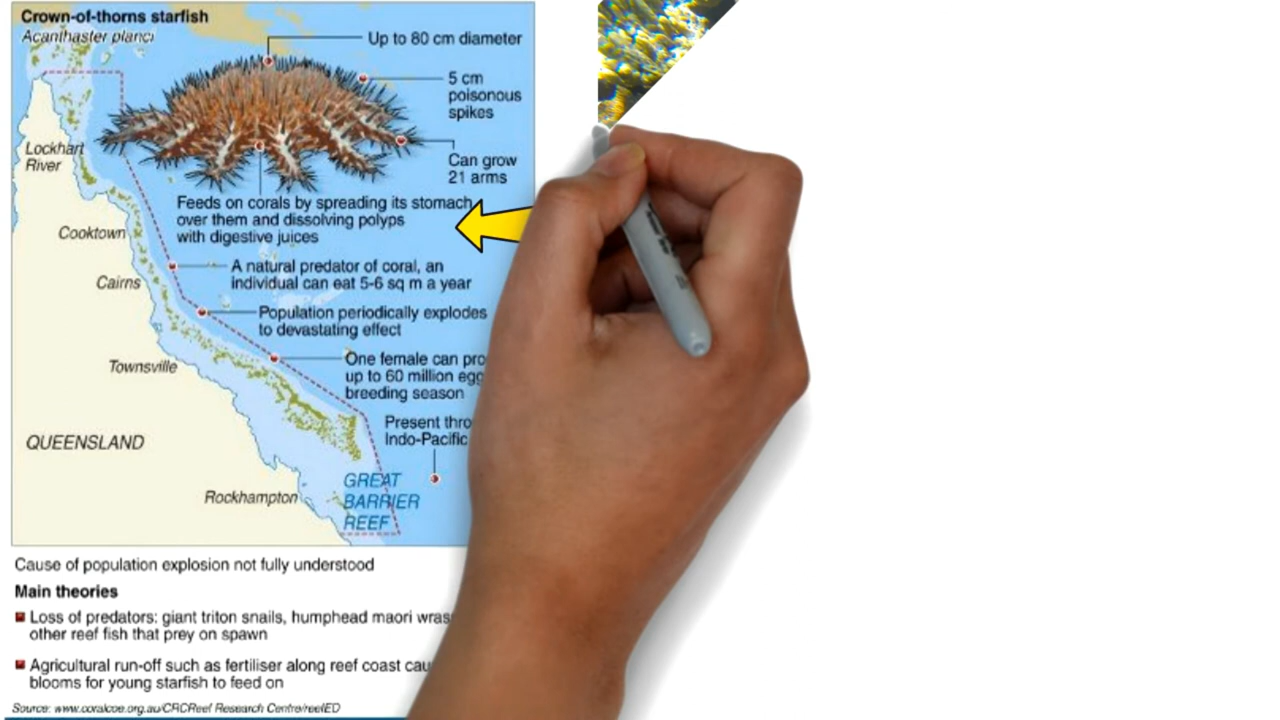 Crown-of-thorns starfish
Acanthaster planci
Up to 80 cm diameter
5 cm
poisonous
spikes
Can grow
21 arms
Lockhart
River
Feeds on corals by spreading its stomach
over them and dissolving polyps
with digestive juices
Cooktown
A natural predator of coral, an
individual can eat 5-6 sq m a year
Cairns
Population periodically explodes
to devastating effect
One female can pro
up to 60 million egg
breeding season
Townsville
Present thro
Indo-Pacific
QUEENSLAND
GREAT
BARRIER
REEF
Rockhampton
Cause of population explosion not fully understood
Main theories
Loss of predators: giant triton snails, humphead maori wras
other reef fish that prey on spawn
Agricultural run-off such as fertiliser along reef coast cau
blooms for young starfish to feed on
Source: www.coralcoe.org.au/CRCReef Research Centre/reefED